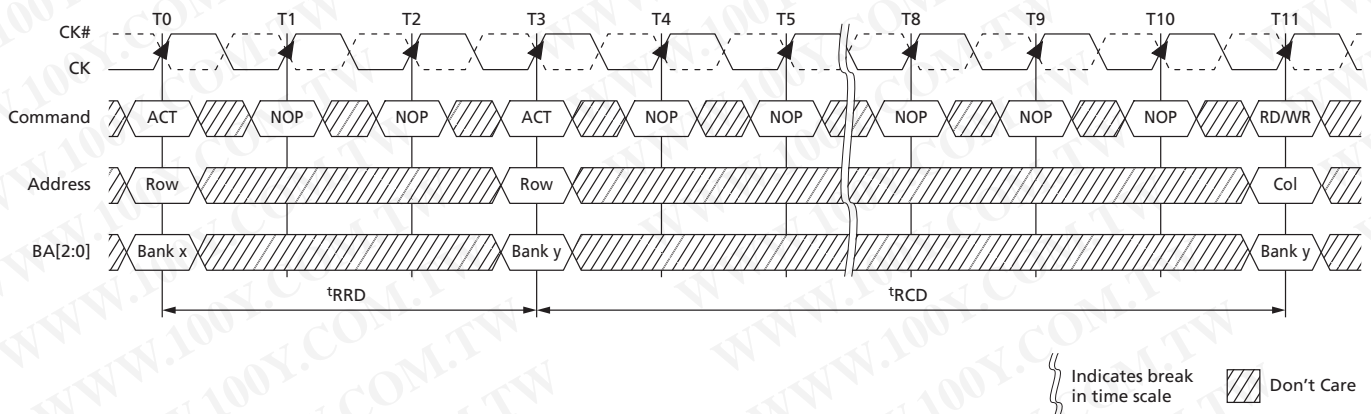 T0 T1 T2 T3 T4 T5 T8 T9 T10 T11
CK#
CK
Command ACT NOP NOP ACT NOP NOP NOP NOP NOP RD/WR
Address Row Row Col
BA[2:0] Bank x Bank y Bank y
tRRD tRCD
Indicates break
in time scale
Don't Care
WWW.100Y.COM.TW